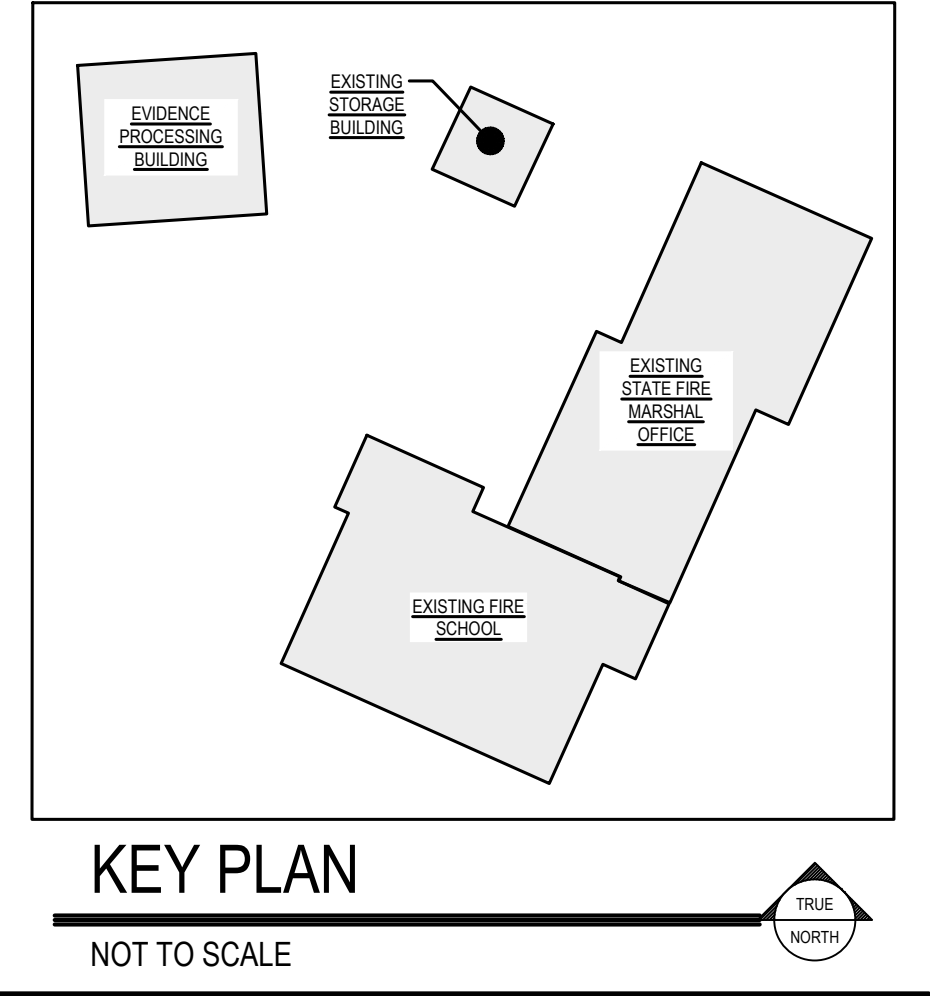 EVIDENCE
PROCESSING
BUILDING
EXISTING
STORAGE
BUILDING
EXISTING
STATE FIRE
MARSHAL
OFFICE
EXISTING FIRE
SCHOOL
KEY PLAN
NOT TO SCALE
TRUE
NORTH